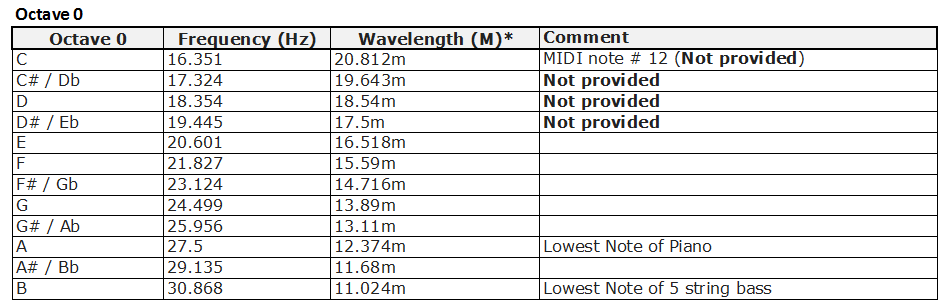 Octave 0
Octave 0 Frequency (Hz) Wavelength (M)* Comment
C 16.351 20.812m MIDI note # 12 (Not provided)
C# / Db 17.324 19.643m Not provided
D 18.354 18.54m Not provided
D# / Eb 19.445 17.5m Not provided
E 20.601 16.518m
F 21.827 15.59m
F# / Gb 23.124 14.716m
G 24.499 13.89m
G# / Ab 25.956 13.11m
A 27.5 12.374m Lowest Note of Piano
A# / Bb 29.135 11.68m
B 30.868 11.024m Lowest Note of 5 string bass